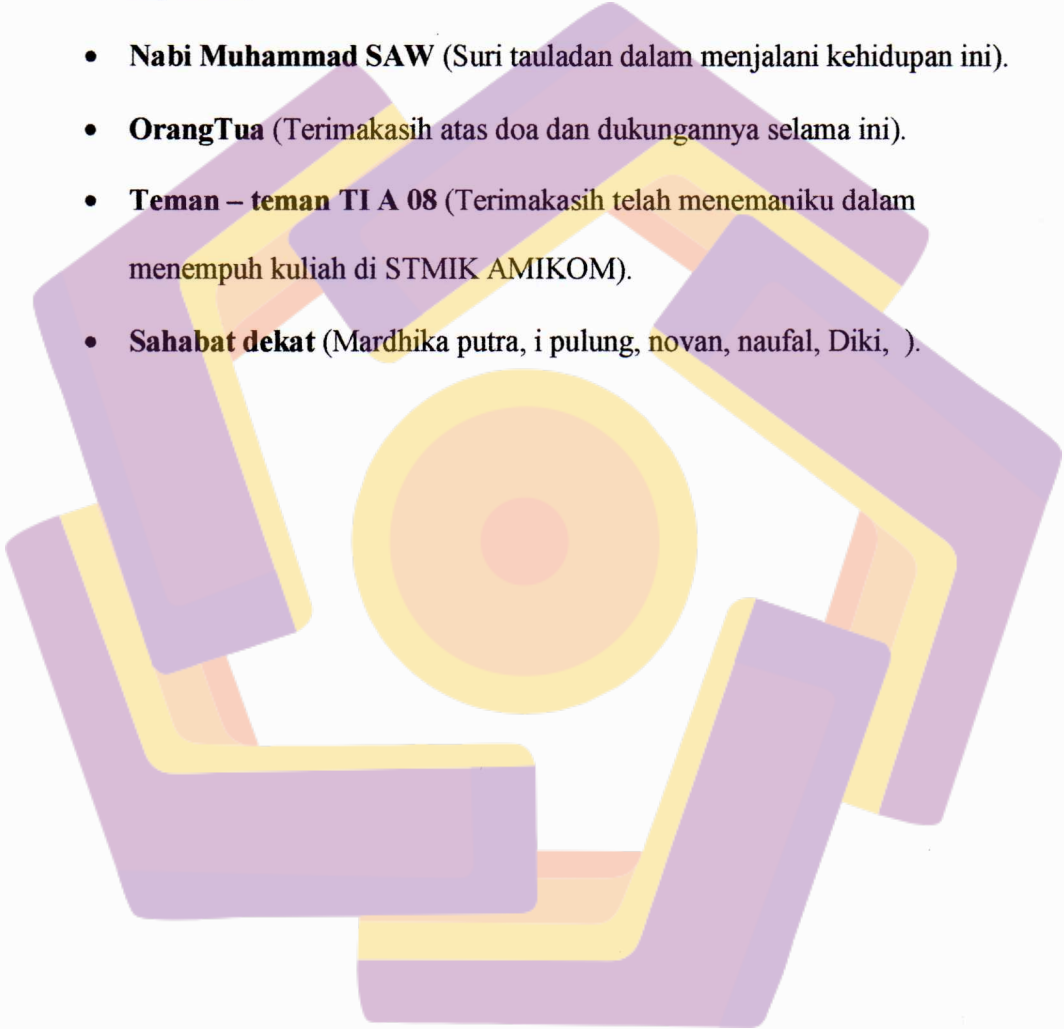 • Nabi Muhammad SAW (Suri tauladan dalam menjalani kehidupan ini).
• OrangTua (Terimakasih atas doa dan dukungannya selama ini).
• Teman – teman TI A 08 (Terimakasih telah menemaniku dalam
menempuh kuliah di STMIK AMIKOM).
• Sahabat dekat (Mardhika putra, i pulung, novan, naufal, Diki,  ).